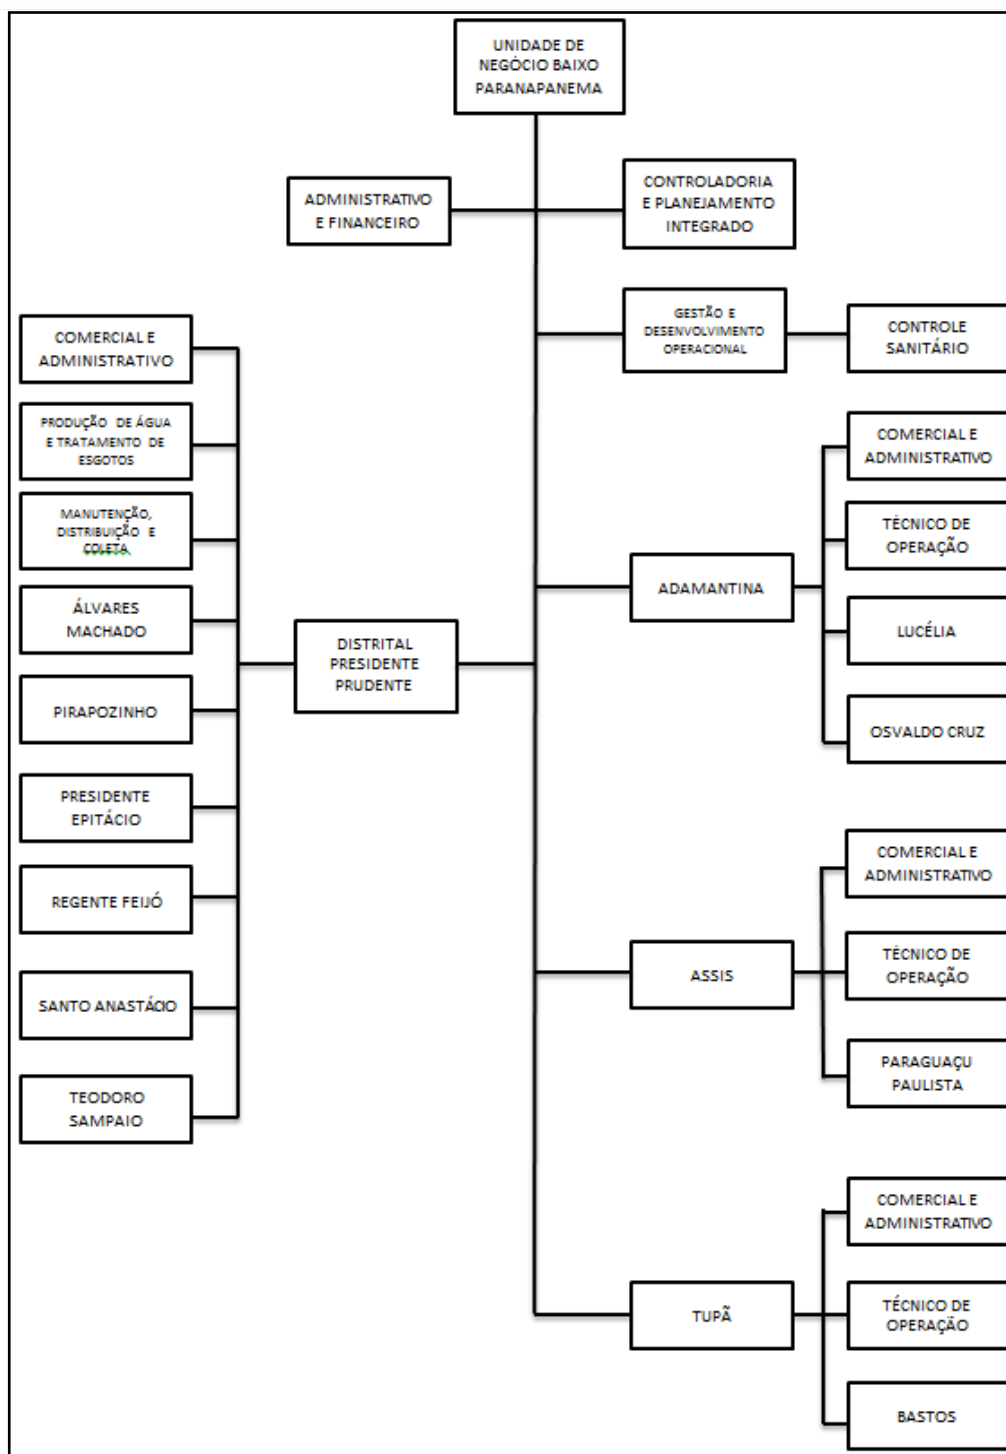 UNIDADE DE
NEGÓCIO BAIXO
PARANAPANEMA
ADMINISTRATIVO
E FINANCEIRO
CONTROLADORIA
E PLANEJAMENTO
INTEGRADO
GESTÃO E
DESENVOLVIMENTO
OPERACIONAL
CONTROLE
SANITÁRIO
COMERCIAL E
ADMINISTRATIVO
PRODUÇÃO DE ÁGUA
E TRATAMENTO DE
ESGOTOS
MANUTENÇÃO,
DISTRIBUIÇÃO E
COLETA,
ÁLVARES
MACHADO
PIRAPOZINHO
PRESIDENTE
EPITÁCIO
REGENTE FEIJÓ
SANTO ANASTÁCIO
TEODORO
SAMPAIO
DISTRITAL
PRESIDENTE
PRUDENTE
ADAMANTINA
COMERCIAL E
ADMINISTRATIVO
TÉCNICO DE
OPERAÇÃO
LUCÉLIA
OSVALDO CRUZ
ASSIS
COMERCIAL E
ADMINISTRATIVO
TÉCNICO DE
OPERAÇÃO
PARAGUAÇU
PAULISTA
TUPÃ
COMERCIAL E
ADMINISTRATIVO
TÉCNICO DE
OPERAÇÃO
BASTOS